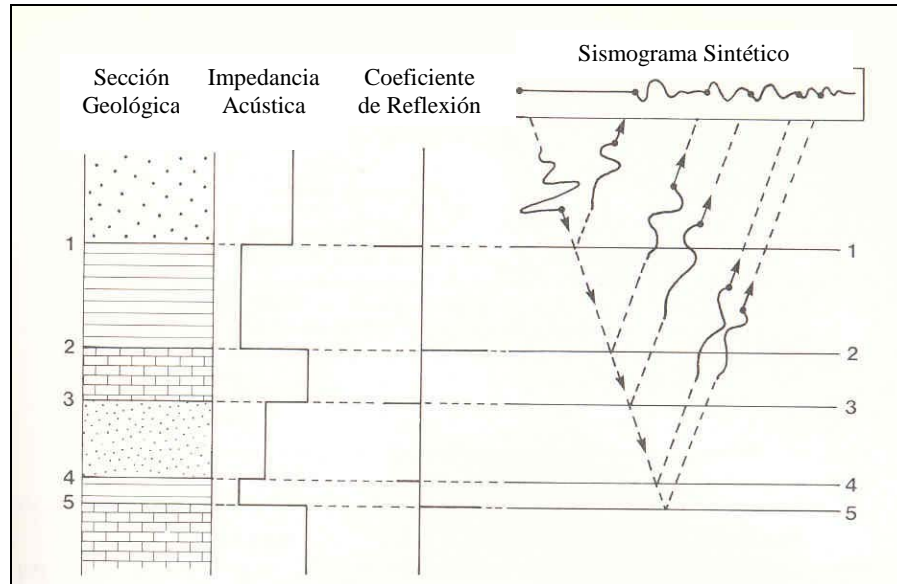 Sismograma Sintético
Sección
Geológica
Impedancia
Acústica
Coeficiente
de Reflexión
1
2
3
4
5
1
2
3
4
5